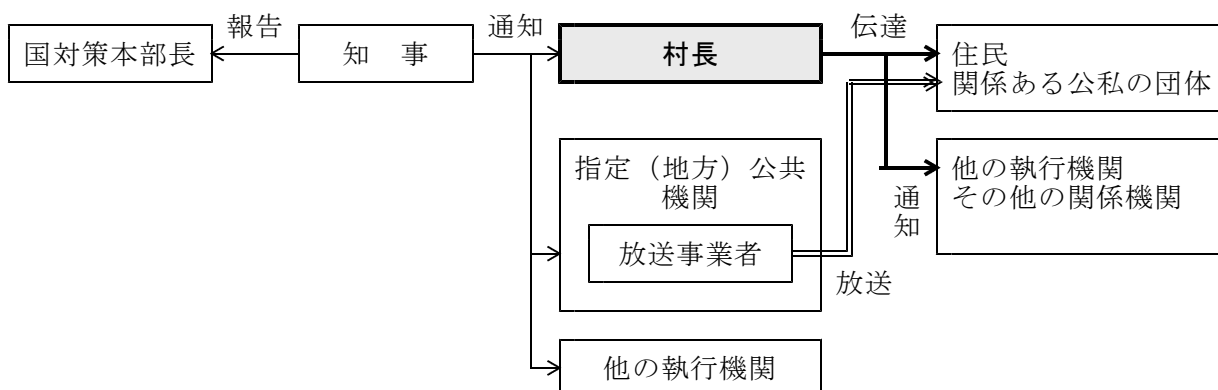 報告
通知
伝達
国対策本部長
知　事
村長
住民
関係ある公私の団体
指定（地方）公共
機関
他の執行機関
その他の関係機関
通
知
放送事業者
放送
他の執行機関